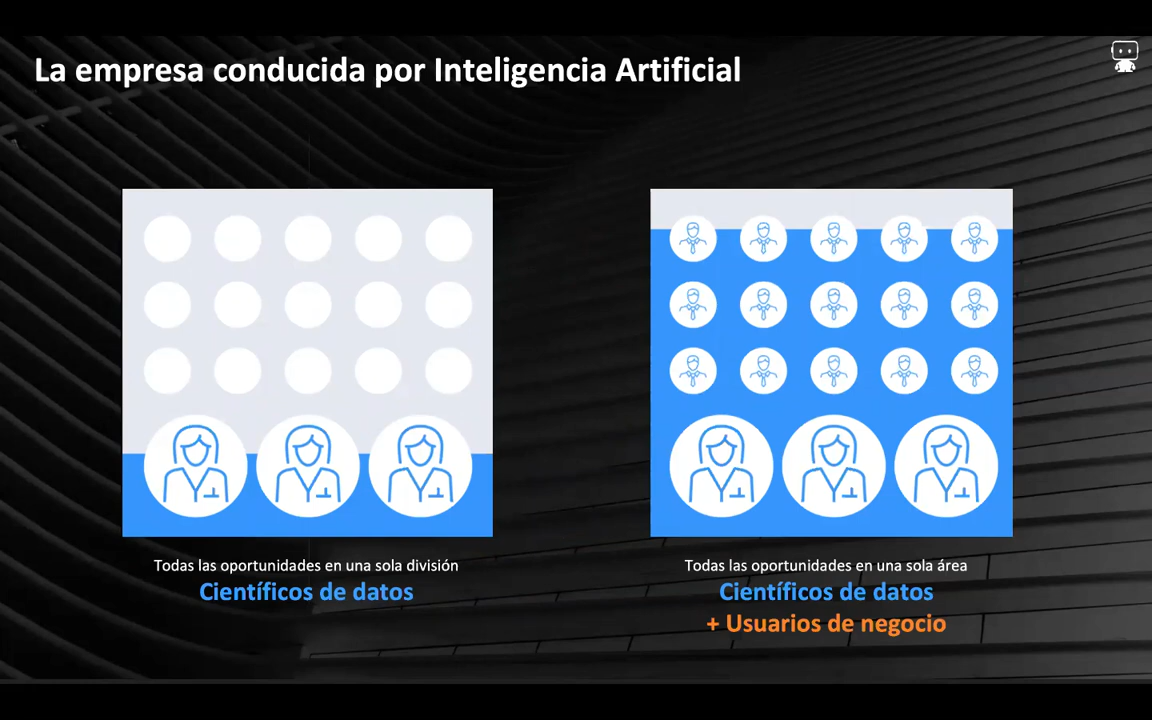 La empresa conducida por Inteligencia Artificial
Todas las oportunidades en una sola división
Científicos de datos
Todas las oportunidades en una sola área
Científicos de datos
+ Usuarios de negocio